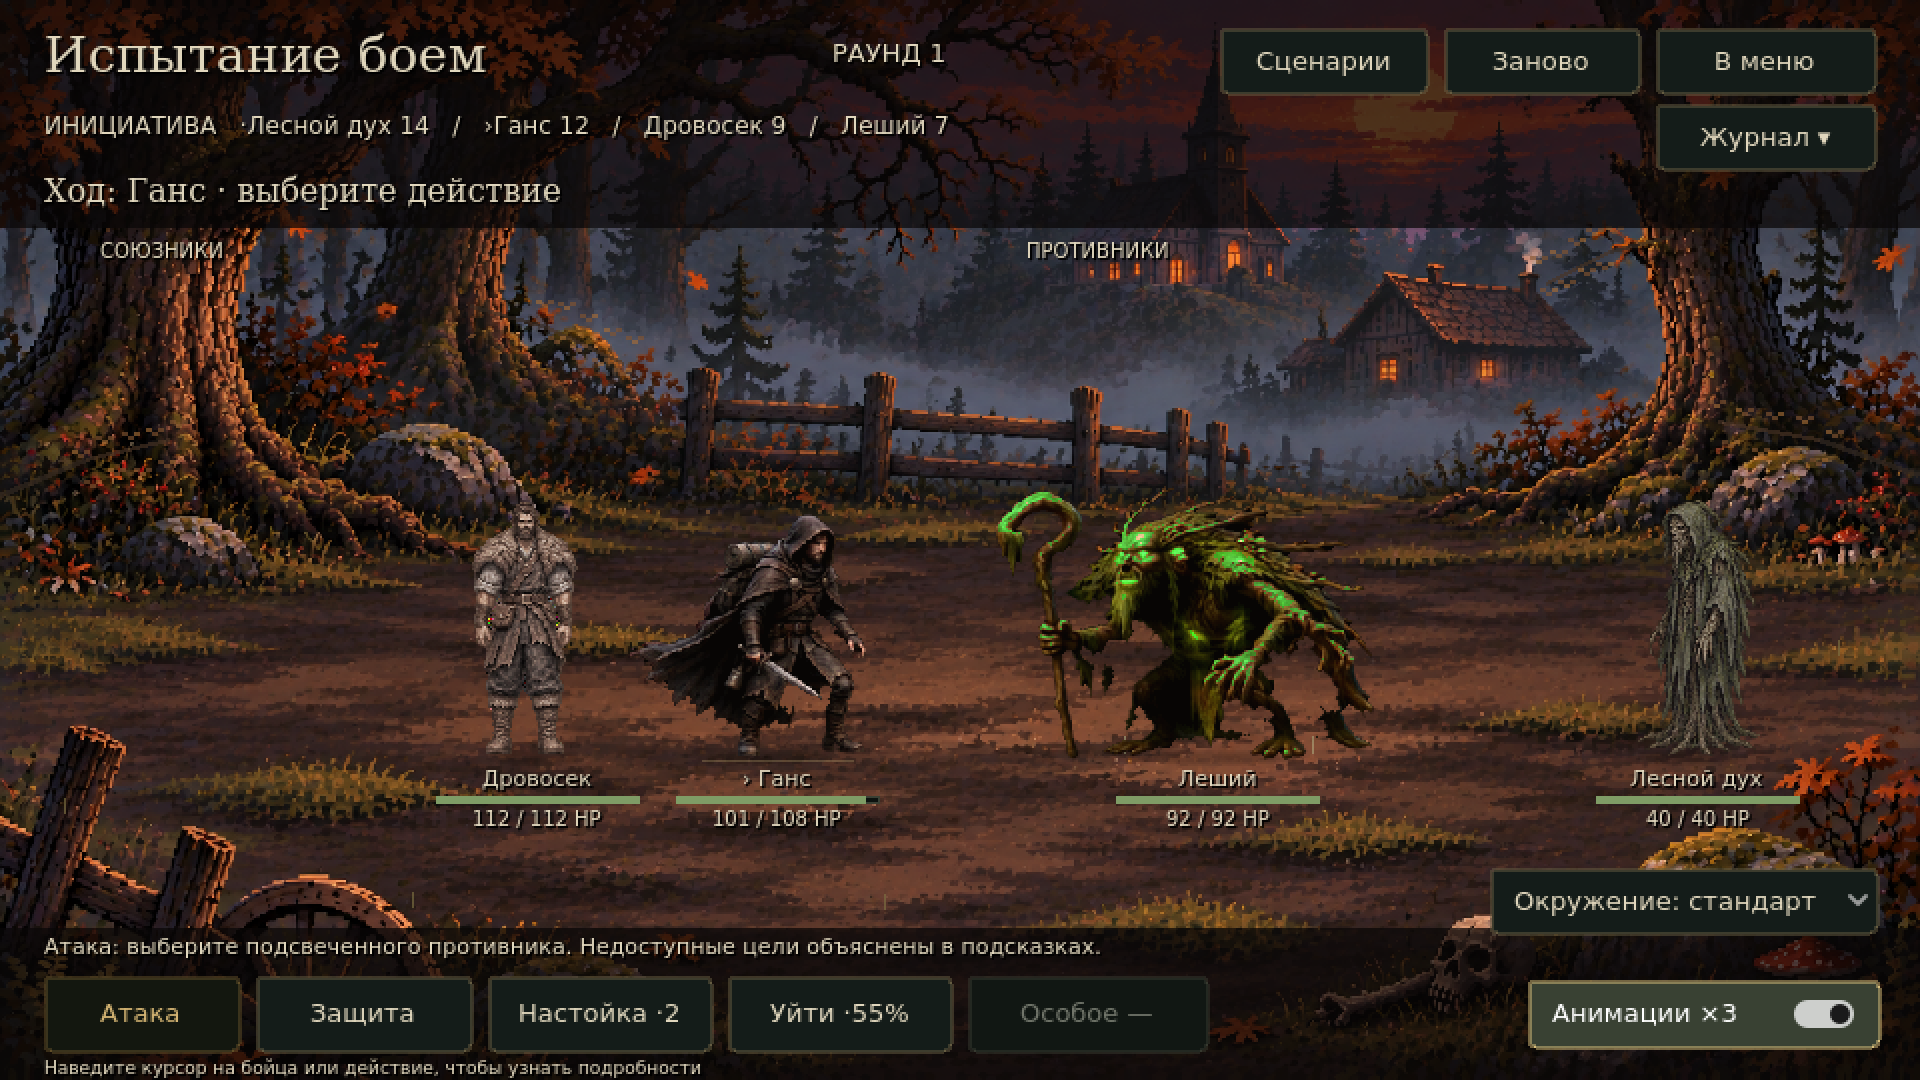 Испытание боем
РАУНД 1
Сценарии
Заново
В меню
ИНИЦИАТИВА ·Лесной дух 14 / ›Ганс 12 / Дровосек 9 / Леший 7
Журнал ▾
Ход: Ганс · выберите действие
СОЮЗНИКИ
ПРОТИВНИКИ
Дровосек
› Ганс
Леший
Лесной дух
112 / 112 HP
101 / 108 HP
92 / 92 HP
40 / 40 HP
Окружение: стандарт
Атака: выберите подсвеченного противника. Недоступные цели объяснены в подсказках.
Атака
Защита
Настойка ·2
Уйти ·55%
Особое —
Анимации ×3
Наведите курсор на бойца или действие, чтобы узнать подробности